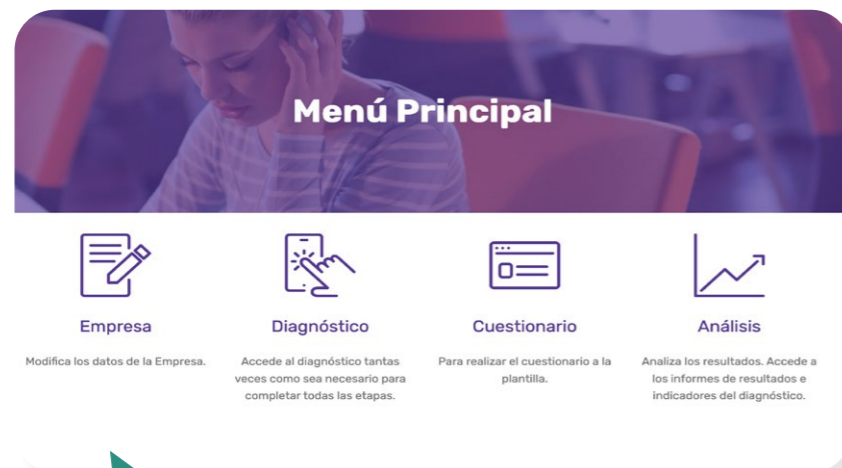 Menú Principal
Empresa
Modifica los datos de la Empresa.
Diagnóstico
Accede al diagnóstico tantas
veces como sea necesario para
completar todas las etapas.
Cuestionario
Para realizar el cuestionario a la
plantilla.
Análisis
Analiza los resultados. Accede a
los informes de resultados e
indicadores del diagnóstico.